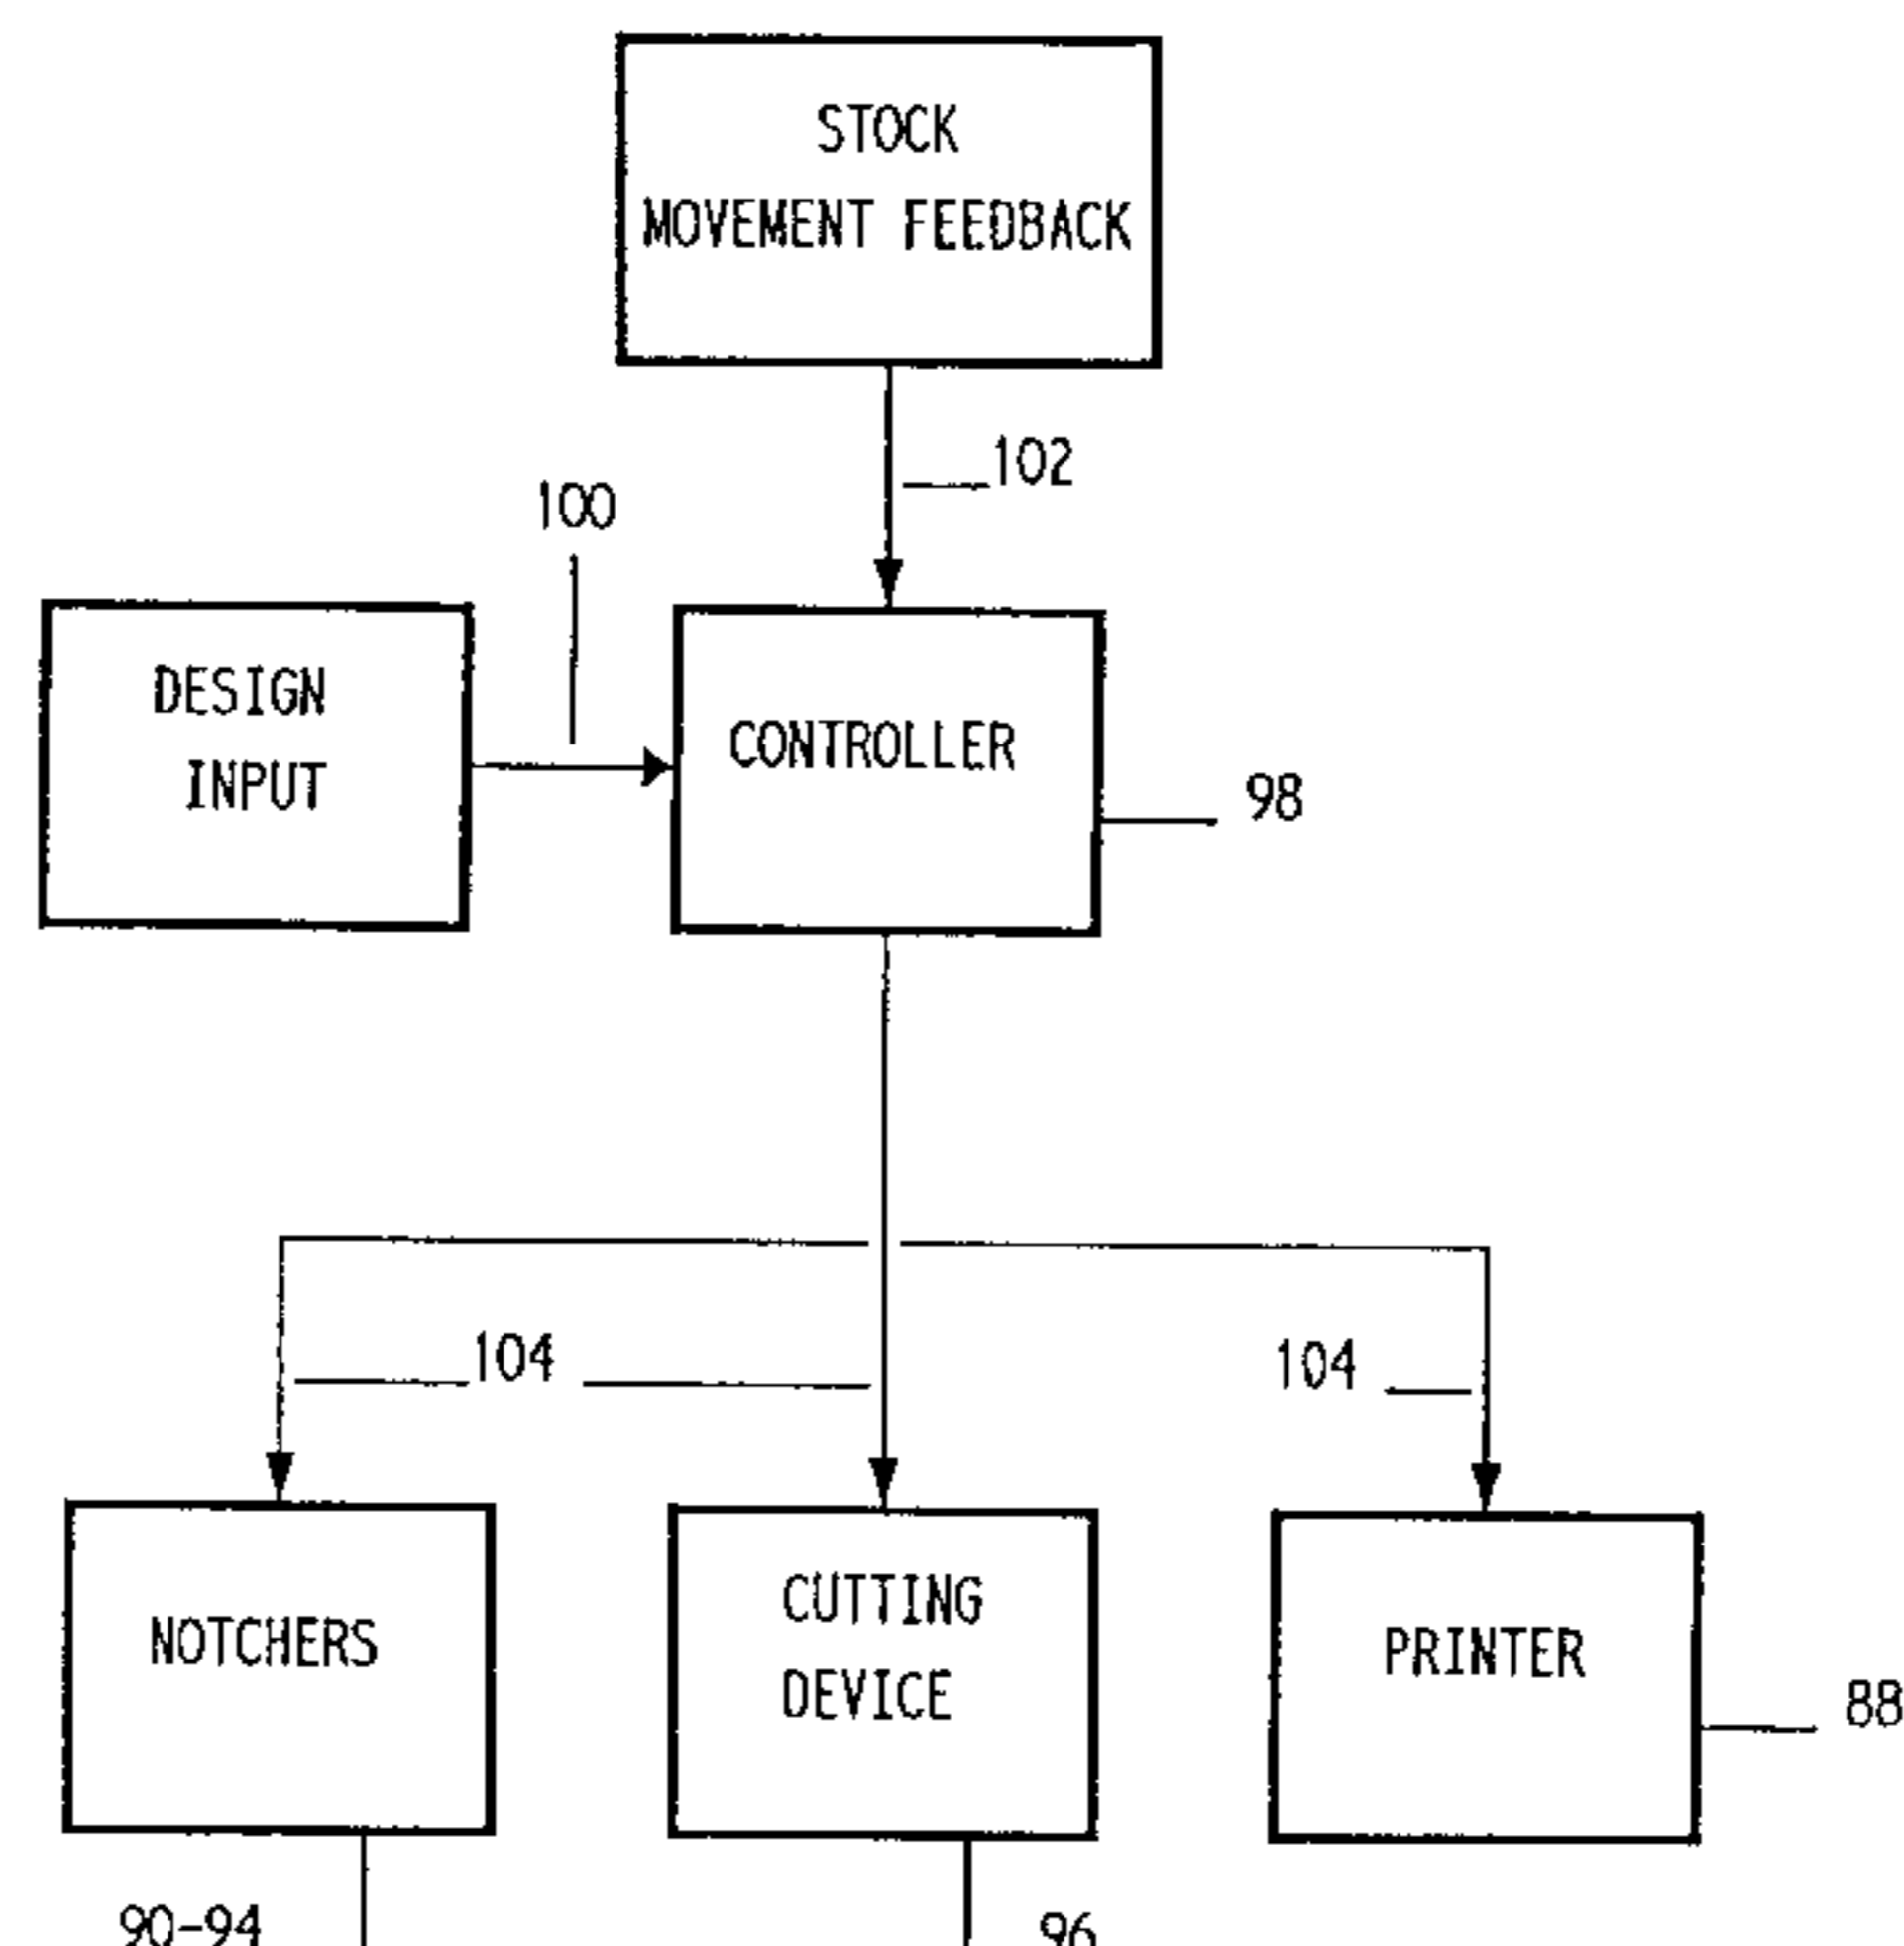 STOCK
MOVEMENT FEEDBACK
102
100
DESIGN
INPUT
CONTROLLER
98
104
104
NOTCHERS
CUTTING
DEVICE
PRINTER
88
90-94
96